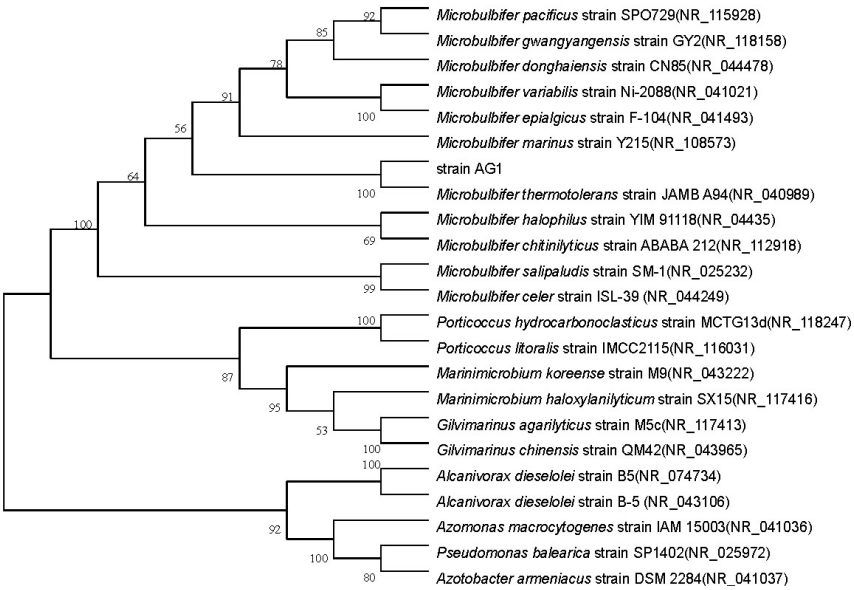 92
Microbulbifer pacificus strain SPO729(NR_115928)
85
Microbulbifer gwangyangensis strain GY2(NR_118158)
78
Microbulbifer donghaiensis strain CN85(NR_044478)
91
Microbulbifer variabilis strain Ni-2088(NR_041021)
100
Microbulbifer epialgicus strain F-104(NR_041493)
56
Microbulbifer marinus strain Y215(NR_108573)
strain AG1
64
100
Microbulbifer thermotolerans strain JAMB A94(NR_040989)
100
Microbulbifer halophilus strain YIM 91118(NR_04435)
69
Microbulbifer chitinilyticus strain ABABA 212(NR_112918)
Microbulbifer salipaludis strain SM-1(NR_025232)
99
Microbulbifer celer strain ISL-39 (NR_044249)
100
Porticoccus hydrocarbonoclasticus strain MCTG13d(NR_118247)
Porticoccus litoralis strain IMCC2115(NR_116031)
87
Marinimicrobium koreense strain M9(NR_043222)
95
Marinimicrobium haloxylanilyticum strain SX15(NR_117416)
53
Gilvimarinus agarilyticus strain M5c(NR_117413)
100
Gilvimarinus chinensis strain QM42(NR_043965)
100
Alcanivorax dieselolei strain B5(NR_074734)
Alcanivorax dieselolei strain B-5 (NR_043106)
92
Azomonas macrocytogenes strain IAM 15003(NR_041036)
100
Pseudomonas balearica strain SP1402(NR_025972)
80
Azotobacter armeniacus strain DSM 2284(NR_041037)